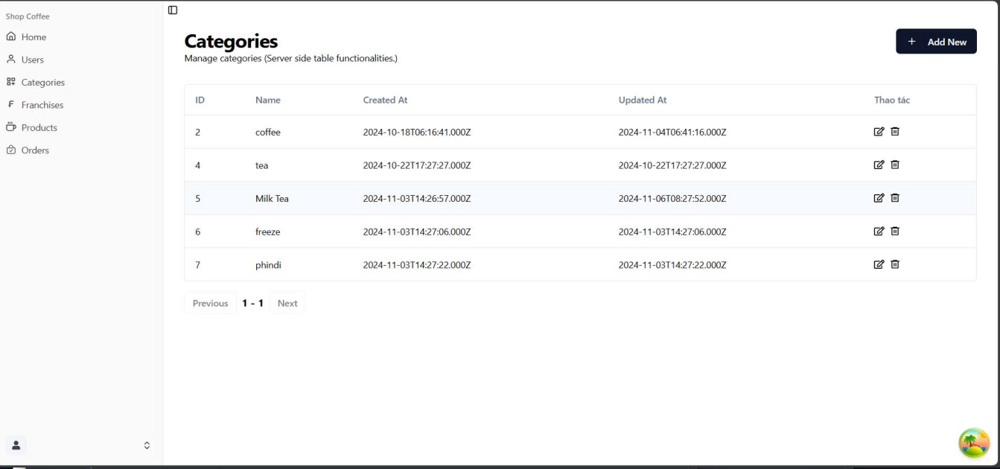 Shop Coffee
Home
Users
Categories
Franchises
Products
Orders
Categories
Manage categories (Server side table functionalities.)
+ Add New
ID Name Created At Updated At Thao tác
2 coffee 2024-10-18T06:16:41.000Z 2024-11-04T06:41:16.000Z
4 tea 2024-10-22T17:27:27.000Z 2024-10-22T17:27:27.000Z
5 Milk Tea 2024-11-03T14:26:57.000Z 2024-11-06T08:27:52.000Z
6 freeze 2024-11-03T14:27:06.000Z 2024-11-03T14:27:06.000Z
7 phindi 2024-11-03T14:27:22.000Z 2024-11-03T14:27:22.000Z
Previous 1 - 1 Next